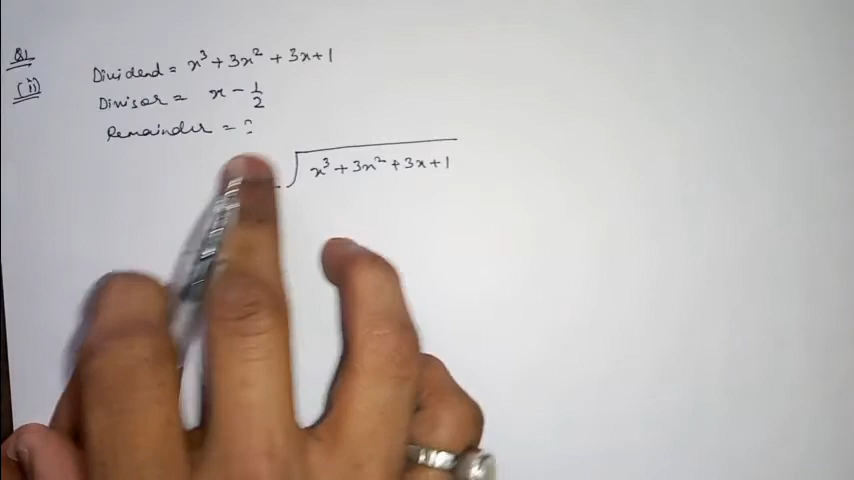 Q1
(ii) Dividend = x³ + 3x² + 3x + 1
Divisor = x - 1/2
Remainder = ?
x³ + 3x² + 3x + 1